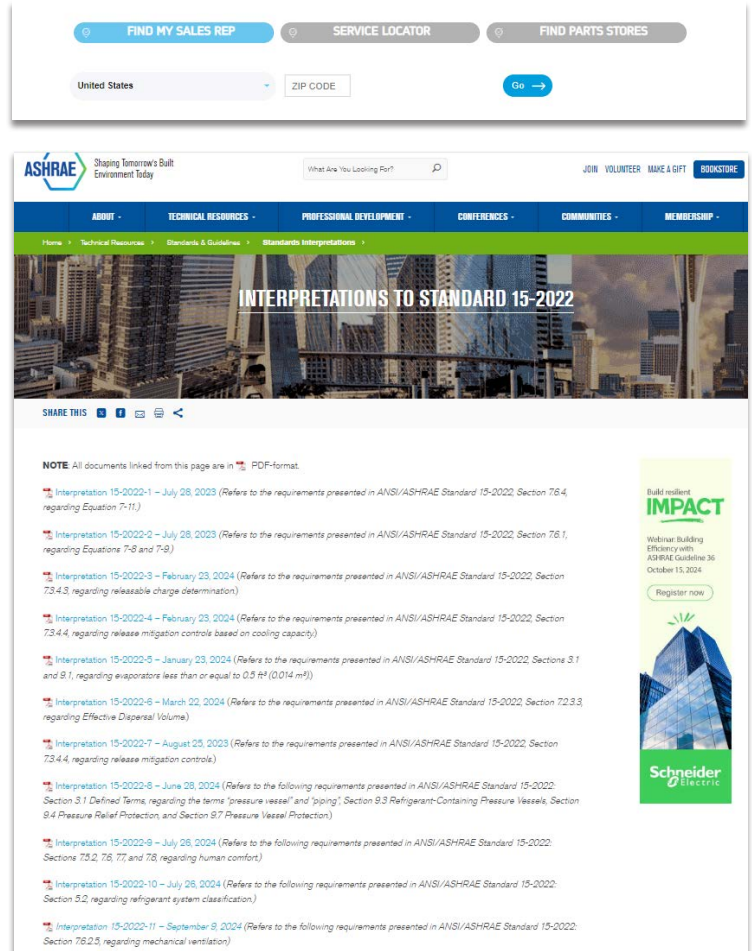 FIND MY SALES REP
SERVICE LOCATOR
FIND PARTS STORES
United States
ZIP CODE
Go →
ASHRAE
Shaping Tomorrow's Built
Environment Today
What Are You Looking For?
JOIN VOLUNTEER MAKE A GIFT BOOKSTORE
ABOUT -
TECHNICAL RESOURCES -
PROFESSIONAL DEVELOPMENT -
CONFERENCES -
COMMUNITIES -
MEMBERSHIP -
Home › Technical Resources › Standards & Guidelines › Standards Interpretations ›
INTERPRETATIONS TO STANDARD 15-2022
SHARE THIS
NOTE: All documents linked from this page are in PDF-format.
Interpretation 15-2022-1 – July 28, 2023 (Refers to the requirements presented in ANSI/ASHRAE Standard 15-2022, Section 7.6.4,
regarding Equation 7-11.)
Interpretation 15-2022-2 – July 28, 2023 (Refers to the requirements presented in ANSI/ASHRAE Standard 15-2022, Section 7.6.1,
regarding Equations 7-8 and 7-9.)
Interpretation 15-2022-3 – February 23, 2024 (Refers to the requirements presented in ANSI/ASHRAE Standard 15-2022, Section
7.3.4.3, regarding releasable charge determination.)
Interpretation 15-2022-4 – February 23, 2024 (Refers to the requirements presented in ANSI/ASHRAE Standard 15-2022, Section
7.3.4.4, regarding release mitigation controls based on cooling capacity.)
Interpretation 15-2022-5 – January 23, 2024 (Refers to the requirements presented in ANSI/ASHRAE Standard 15-2022, Sections 3.1
and 9.1, regarding evaporators less than or equal to 0.5 ft³ (0.014 m³))
Interpretation 15-2022-6 – March 22, 2024 (Refers to the requirements presented in ANSI/ASHRAE Standard 15-2022, Section 7.2.3.3,
regarding Effective Dispersal Volume.)
Interpretation 15-2022-7 – August 25, 2023 (Refers to the requirements presented in ANSI/ASHRAE Standard 15-2022, Section
7.3.4.4, regarding release mitigation controls.)
Interpretation 15-2022-8 – June 28, 2024 (Refers to the following requirements presented in ANSI/ASHRAE Standard 15-2022:
Section 3.1 Defined Terms, regarding the terms "pressure vessel" and "piping", Section 9.3 Refrigerant-Containing Pressure Vessels, Section
9.4 Pressure Relief Protection, and Section 9.7 Pressure Vessel Protection.)
Interpretation 15-2022-9 – July 26, 2024 (Refers to the following requirements presented in ANSI/ASHRAE Standard 15-2022:
Sections 7.5.2, 7.6, 7.7, and 7.8, regarding human comfort.)
Interpretation 15-2022-10 – July 26, 2024 (Refers to the following requirements presented in ANSI/ASHRAE Standard 15-2022:
Section 5.2, regarding refrigerant system classification.)
Interpretation 15-2022-11 – September 9, 2024 (Refers to the following requirements presented in ANSI/ASHRAE Standard 15-2022:
Section 7.6.2.5, regarding mechanical ventilation)
Build resilient
IMPACT
Webinar: Building
Efficiency with
ASHRAE Guideline 36
October 15, 2024
Register now
Schneider
Electric